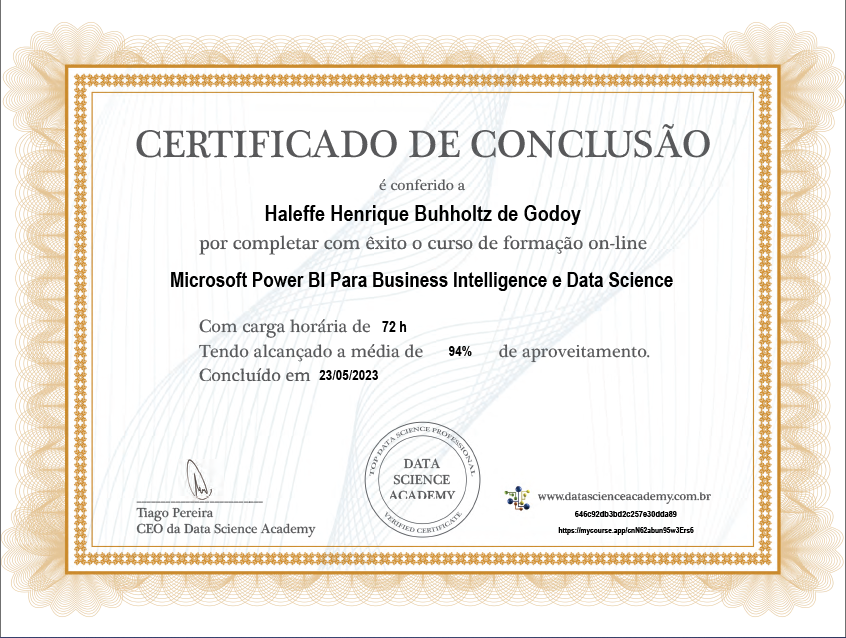 CERTIFICADO DE CONCLUSÃO
é conferido a
Haleffe Henrique Buhholtz de Godoy
por completar com êxito o curso de formação on-line
Microsoft Power BI Para Business Intelligence e Data Science
Com carga horária de 72 h
Tendo alcançado a média de 94% de aproveitamento.
Concluído em 23/05/2023
TOP DATA SCIENCE PROFESSIONAL
DATA
SCIENCE
ACADEMY
VERIFIED CERTIFICATE
Tiago Pereira
CEO da Data Science Academy
www.datascienceacademy.com.br
646c92db3bd2c257e30dda89
https://mycourse.app/cnN62abun95w3Ers6